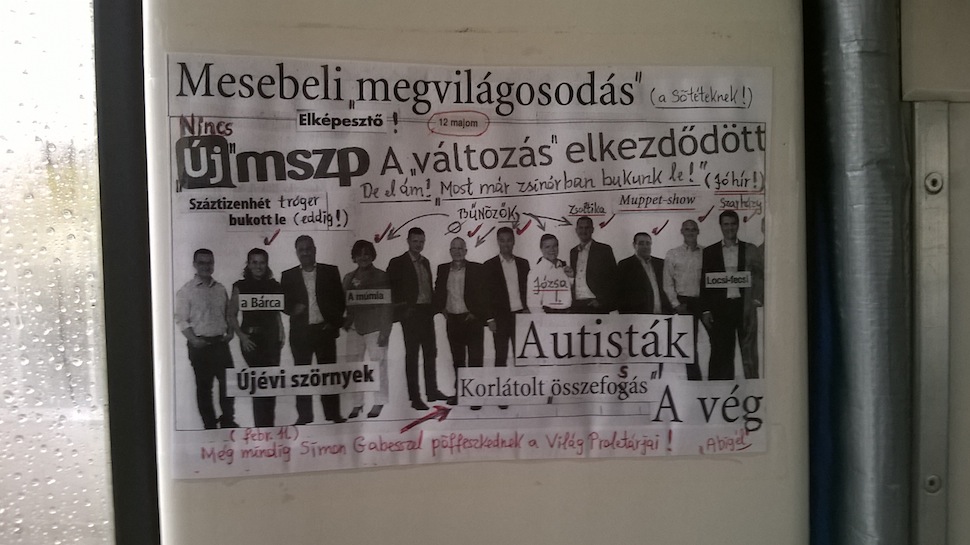 Mesebeli „megvilágosodás" (a sötéteknek!)
Nincs Elképesztő! 12 majom
„Új" mszp A „változás" elkezdődött
De elám! "Most már zsinórban bukunk le!" (Jó hír!)
Száztizenhét tróger
bukott le (eddig!)
BŰNÖZŐK Zsoltika Muppet-show
a Bárca
A múmia
Józsa
I.
Locsi-fecsi
Autisták
Újévi szörnyek
Korlátolt „összefogás"
S
A vég
(febr. 11.)
Még mindig Simon Gabesszal pöffeszkednek a Világ Proletárjai! "Abigél"